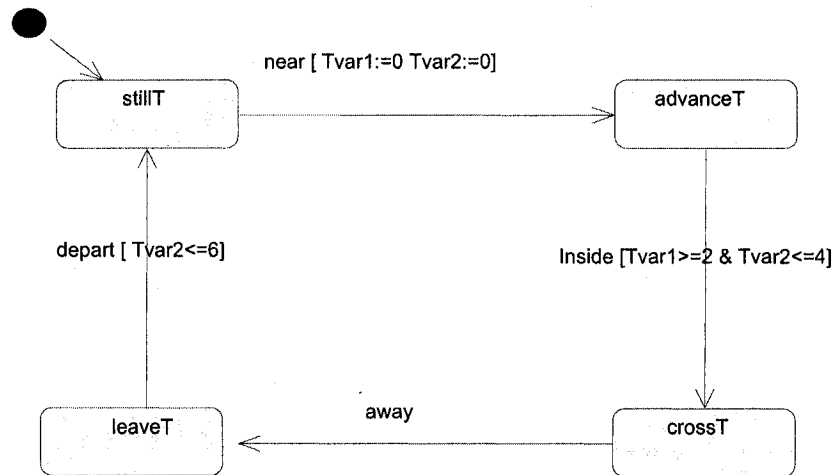 near [ Tvar1:=0 Tvar2:=0]
stillT
advanceT
depart [ Tvar2<=6]
Inside [Tvar1>=2 & Tvar2<=4]
away
leaveT
crossT